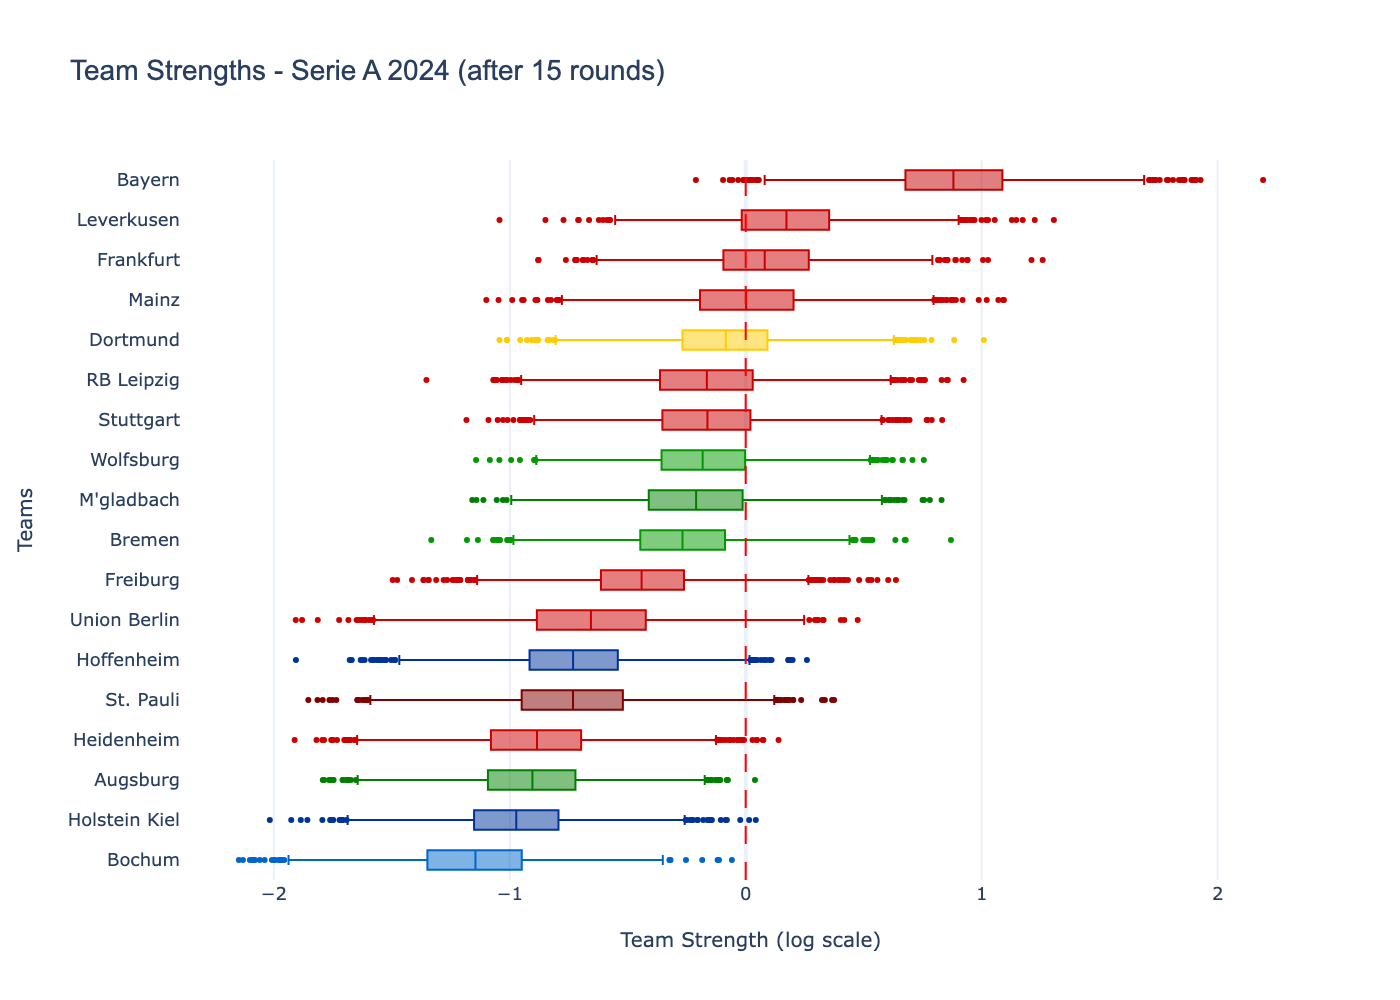 Team Strengths - Serie A 2024 (after 15 rounds)
Teams
Bayern
Leverkusen
Frankfurt
Mainz
Dortmund
RB Leipzig
Stuttgart
Wolfsburg
M'gladbach
Bremen
Freiburg
Union Berlin
Hoffenheim
St. Pauli
Heidenheim
Augsburg
Holstein Kiel
Bochum
−2 −1 0 1 2
Team Strength (log scale)